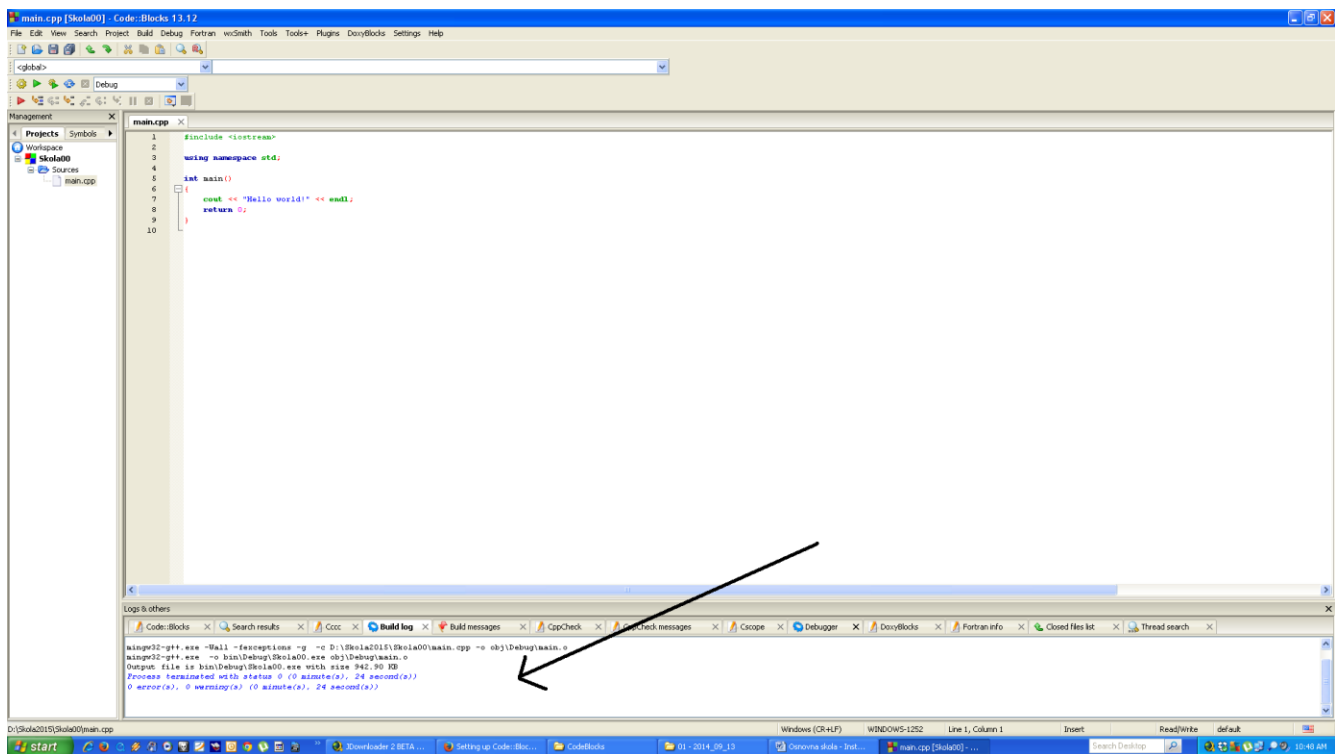 main.cpp [Skola00] - Code::Blocks 13.12
File Edit View Search Project Build Debug Fortran wxSmith Tools Tools+ Plugins DoxyBlocks Settings Help
<global>
Debug
Management
main.cpp
Projects Symbols
Workspace
Skola00
Sources
main.cpp
1 #include <iostream>
2
3 using namespace std;
4
5 int main()
6 {
7 cout << "Hello world!" << endl;
8 return 0;
9 }
10
Logs & others
Code::Blocks Search results Cccc Build log Build messages CppCheck CppCheck messages Cscope Debugger DoxyBlocks Fortran info Closed files list Thread search
mingw32-g++.exe -Wall -fexceptions -g -c D:\Skola2015\Skola00\main.cpp -o obj\Debug\main.o
mingw32-g++.exe -o bin\Debug\Skola00.exe obj\Debug\main.o
Output file is bin\Debug\Skola00.exe with size 942.90 KB
Process terminated with status 0 (0 minute(s), 24 second(s))
0 error(s), 0 warning(s) (0 minute(s), 24 second(s))
D:\Skola2015\Skola00\main.cpp Windows (CR+LF) WINDOWS-1252 Line 1, Column 1 Insert Read/Write default
start JDownloader 2 BETA ... Setting up Code::Bloc... CodeBlocks 01 - 2014_09_13 Osnovna skola - Inst... main.cpp [Skola00] - ... Search Desktop 10:48 AM